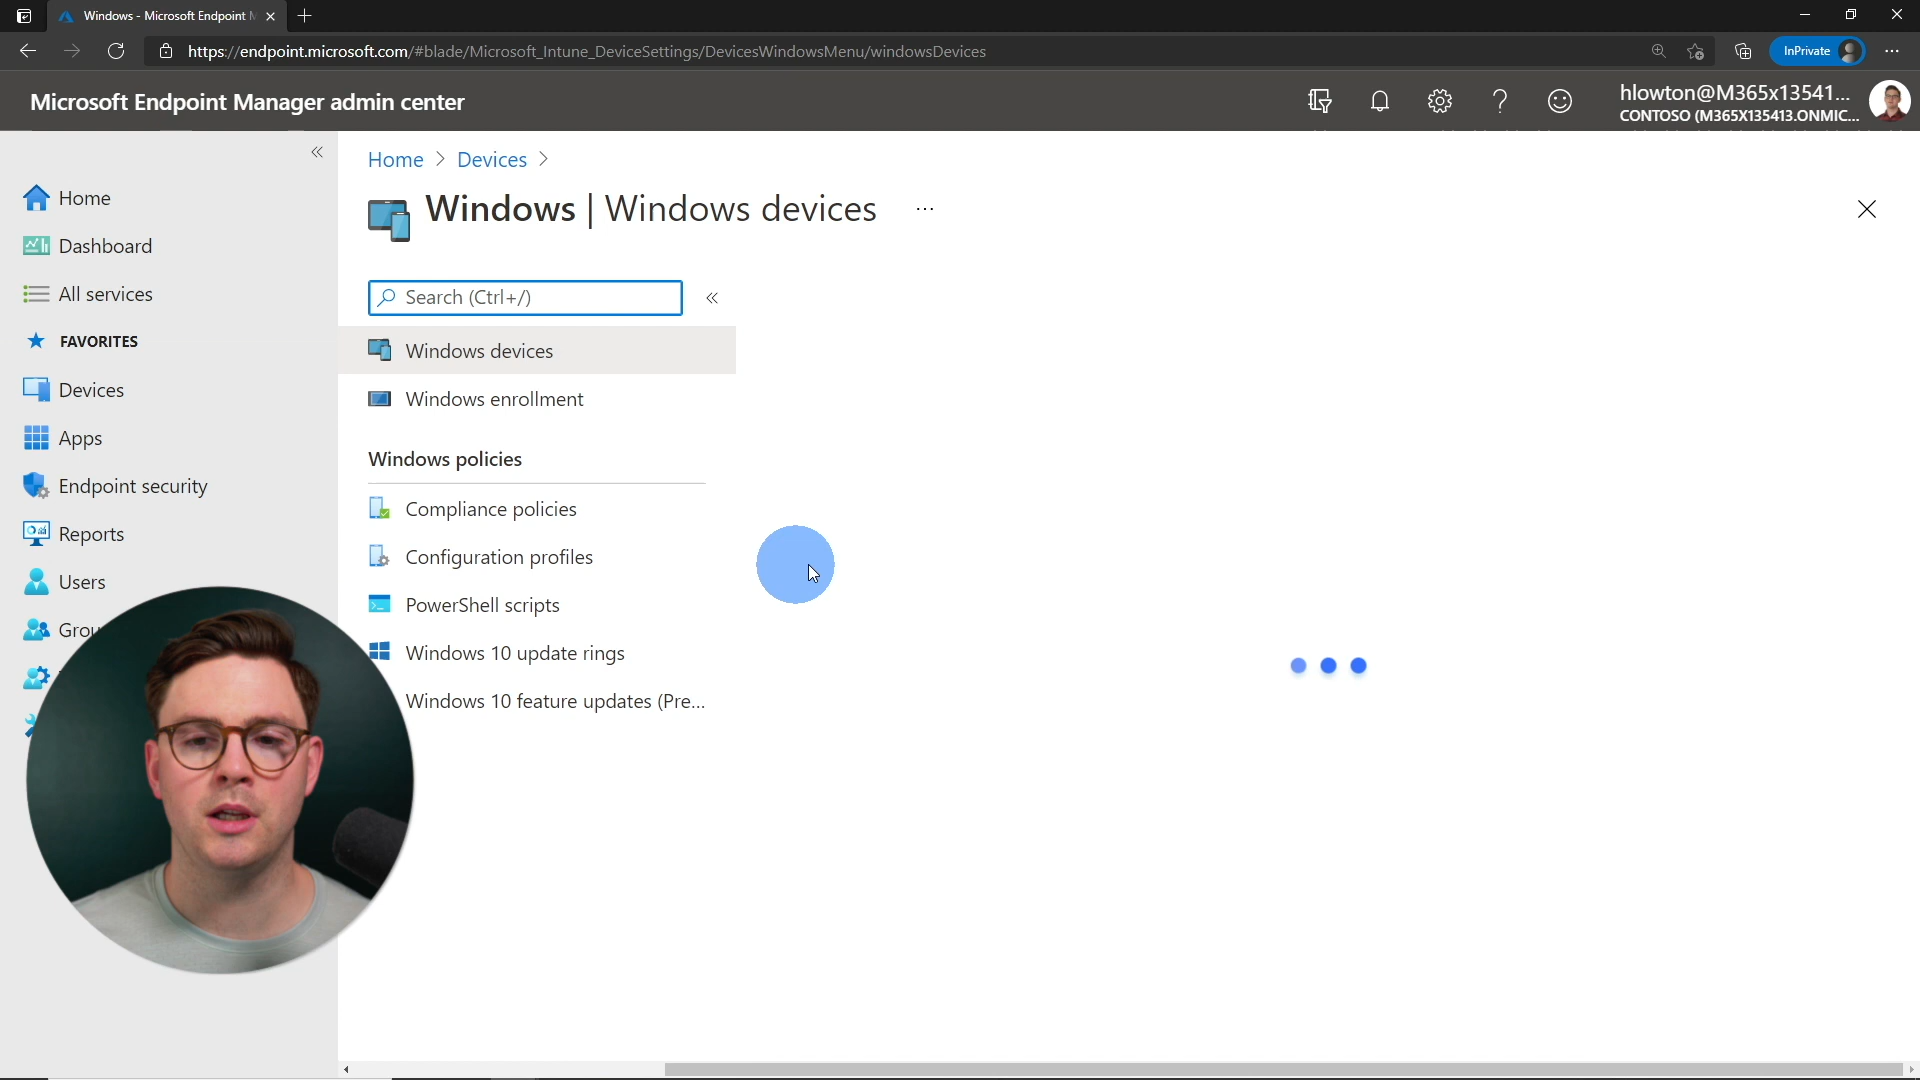 Windows - Microsoft Endpoint M
https://endpoint.microsoft.com/#blade/Microsoft_Intune_DeviceSettings/DevicesWindowsMenu/windowsDevices
InPrivate
Microsoft Endpoint Manager admin center
hlowton@M365x13541...
CONTOSO (M365X135413.ONMIC...
Home
Dashboard
All services
FAVORITES
Devices
Apps
Endpoint security
Reports
Users
Grou
Home > Devices >
Windows | Windows devices ...
Search (Ctrl+/)
Windows devices
Windows enrollment
Windows policies
Compliance policies
Configuration profiles
PowerShell scripts
Windows 10 update rings
Windows 10 feature updates (Pre...